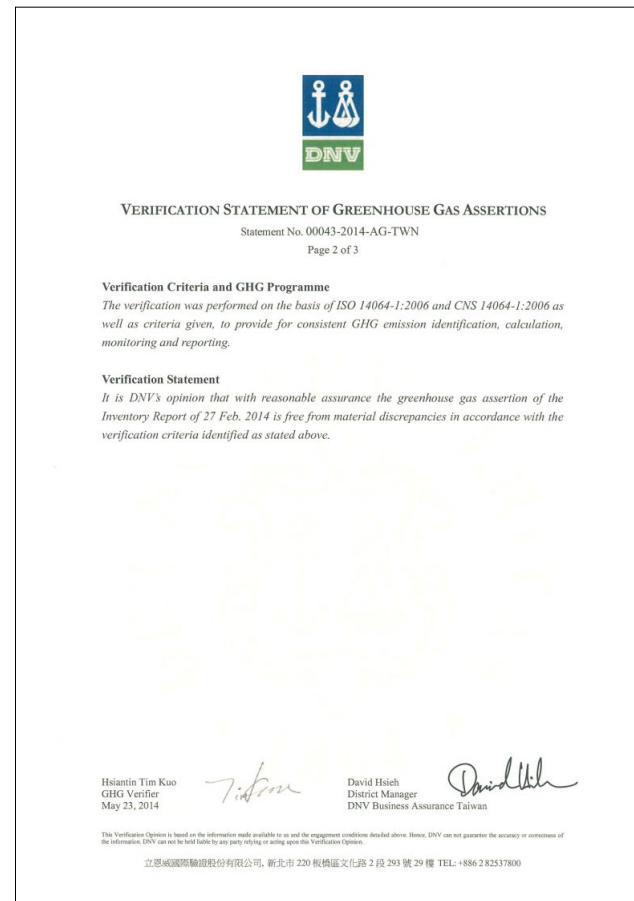 DNV
VERIFICATION STATEMENT OF GREENHOUSE GAS ASSERTIONS
Statement No. 00043-2014-AG-TWN
Page 2 of 3
Verification Criteria and GHG Programme
The verification was performed on the basis of ISO 14064-1:2006 and CNS 14064-1:2006 as
well as criteria given, to provide for consistent GHG emission identification, calculation,
monitoring and reporting.
Verification Statement
It is DNV's opinion that with reasonable assurance the greenhouse gas assertion of the
Inventory Report of 27 Feb. 2014 is free from material discrepancies in accordance with the
verification criteria identified as stated above.
Hsiantin Tim Kuo
GHG Verifier
May 23, 2014
David Hsieh
District Manager
DNV Business Assurance Taiwan
This Verification Opinion is based on the information made available to us and the engagement conditions detailed above. Hence, DNV can not guarantee the accuracy or correctness of
the information. DNV can not be held liable by any party relying or acting upon this Verification Opinion.
立恩威國際驗證股份有限公司, 新北市 220 板橋區文化路 2 段 293 號 29 樓 TEL: +886 2 82537800